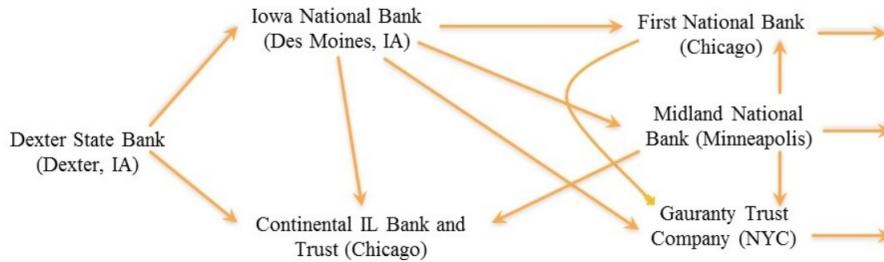 Iowa National Bank
(Des Moines, IA)
First National Bank
(Chicago)
Dexter State Bank
(Dexter, IA)
Midland National
Bank (Minneapolis)
Continental IL Bank and
Trust (Chicago)
Gauranty Trust
Company (NYC)